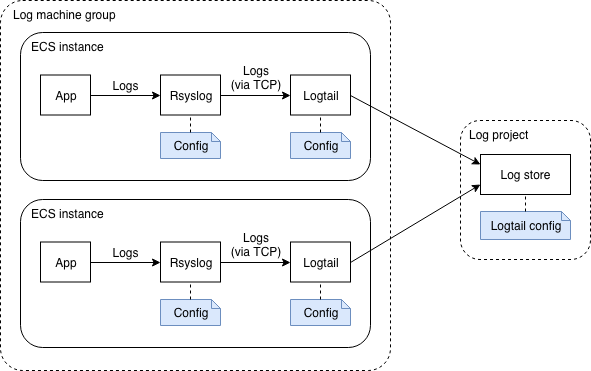 Log machine group
ECS instance
App
Logs
Rsyslog
Logs
(via TCP)
Logtail
Config
Config
Log project
Log store
Logtail config
ECS instance
App
Logs
Rsyslog
Logs
(via TCP)
Logtail
Config
Config